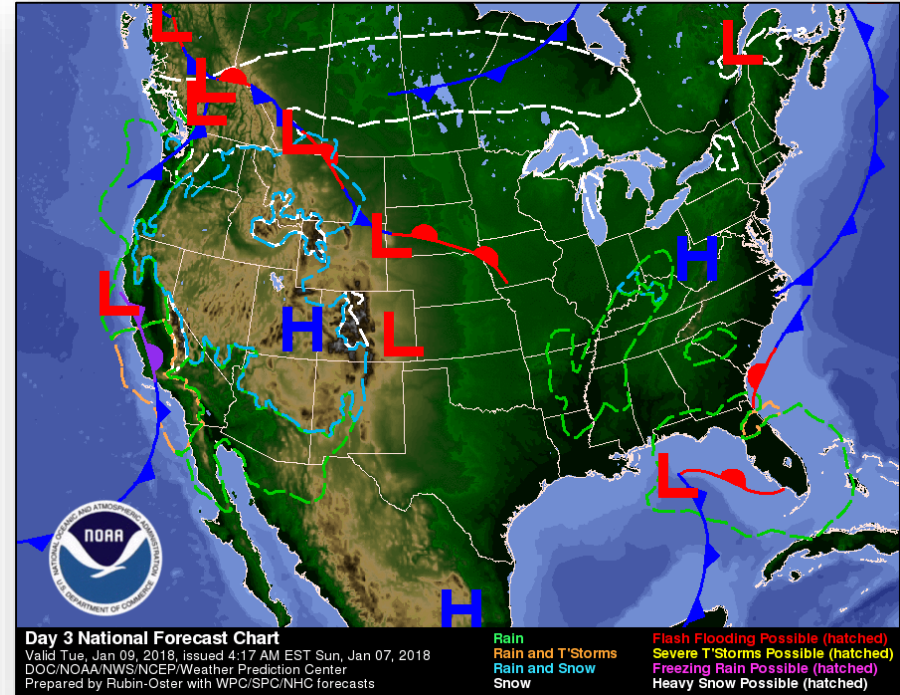 L
L
L
L
L
L
H
L
H
L
L
H
NOAA
NATIONAL OCEANIC AND ATMOSPHERIC ADMINISTRATION
U.S. DEPARTMENT OF COMMERCE
Day 3 National Forecast Chart
Valid Tue, Jan 09, 2018, issued 4:17 AM EST Sun, Jan 07, 2018
DOC/NOAA/NWS/NCEP/Weather Prediction Center
Prepared by Rubin-Oster with WPC/SPC/NHC forecasts
Rain
Rain and T'Storms
Rain and Snow
Snow
Flash Flooding Possible (hatched)
Severe T'Storms Possible (hatched)
Freezing Rain Possible (hatched)
Heavy Snow Possible (hatched)